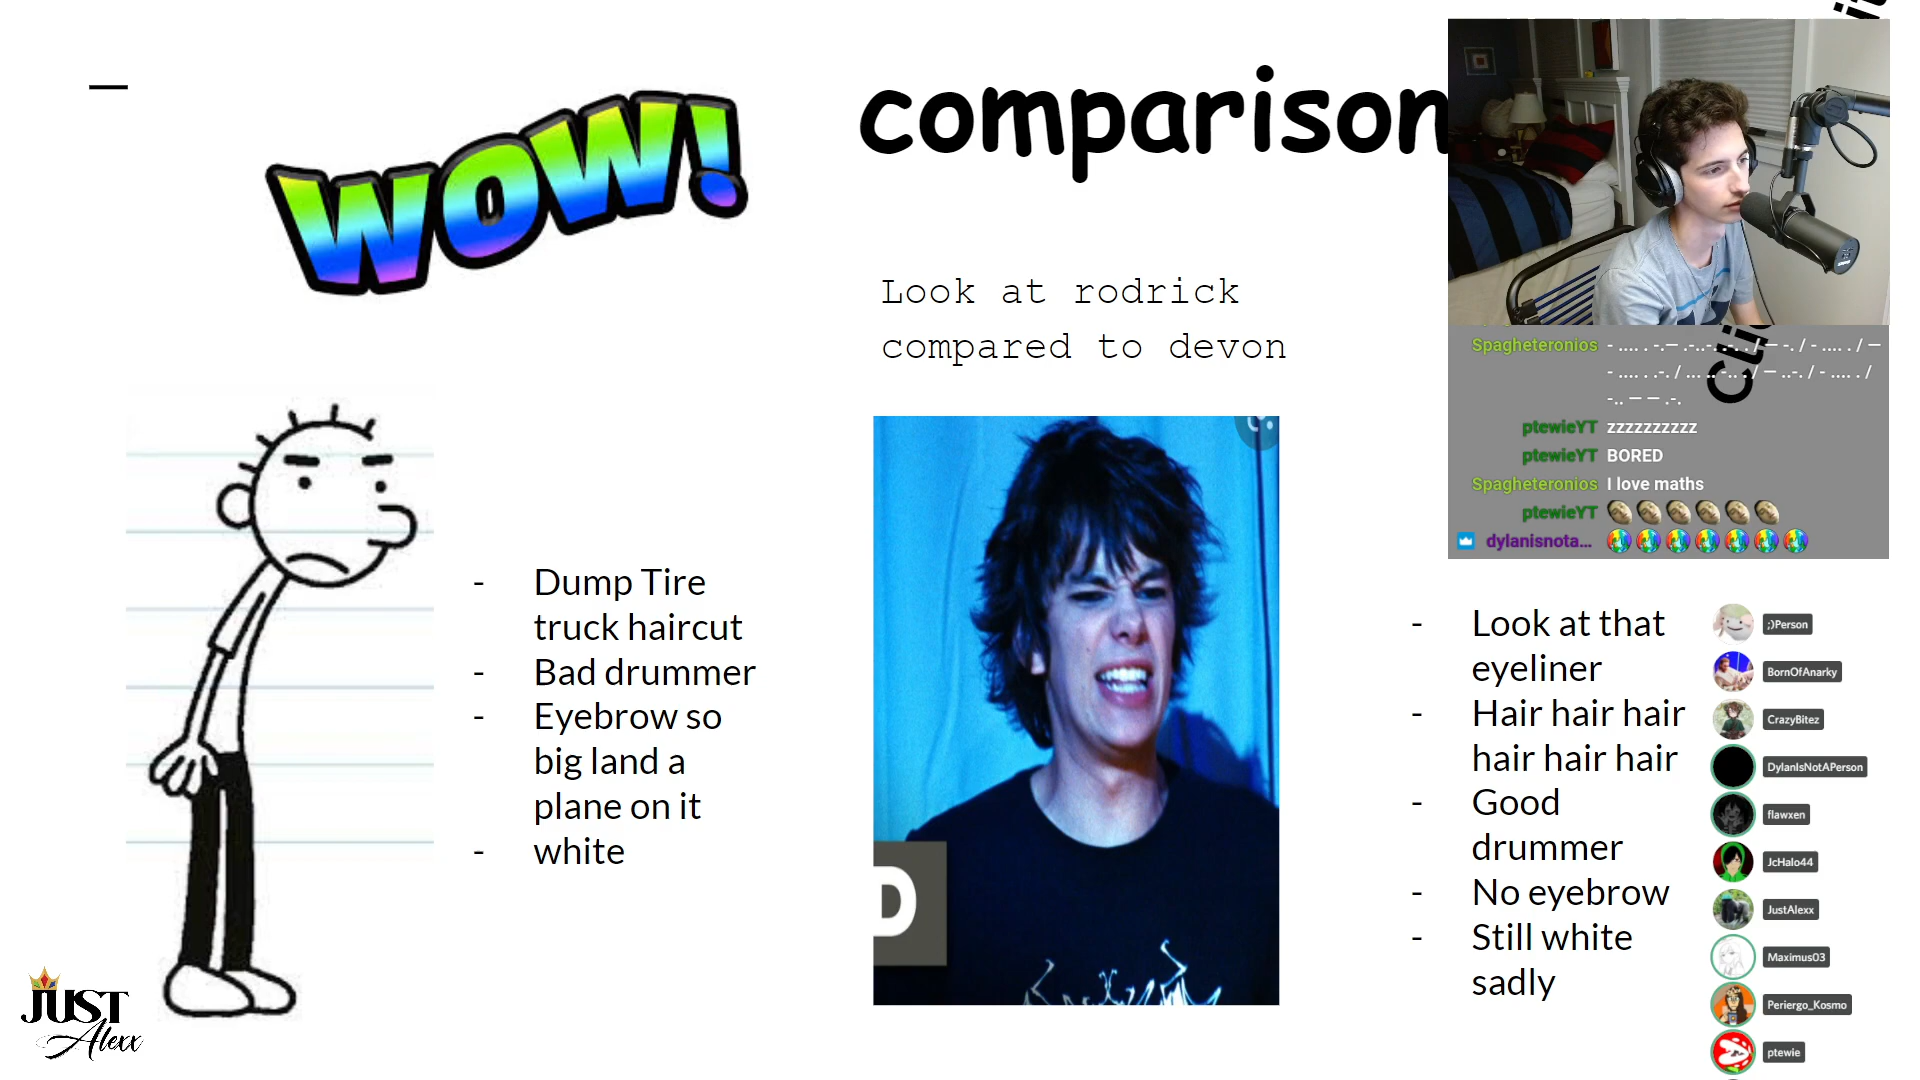 WOW!
comparison
Look at rodrick
compared to devon
- Dump Tire
truck haircut
- Bad drummer
- Eyebrow so
big land a
plane on it
- white
D
- Look at that
eyeliner
- Hair hair hair
hair hair hair
- Good
drummer
- No eyebrow
- Still white
sadly
Spagheteronios
ptewieYT zzzzzzzzzz
ptewieYT BORED
Spagheteronios I love maths
ptewieYT
dylanisnota...
;)Person
BornOfAnarky
CrazyBitez
DylanIsNotAPerson
flawxen
JcHalo44
JustAlexx
Maximus03
Periergo_Kosmo
ptewie
JUST
Alexx